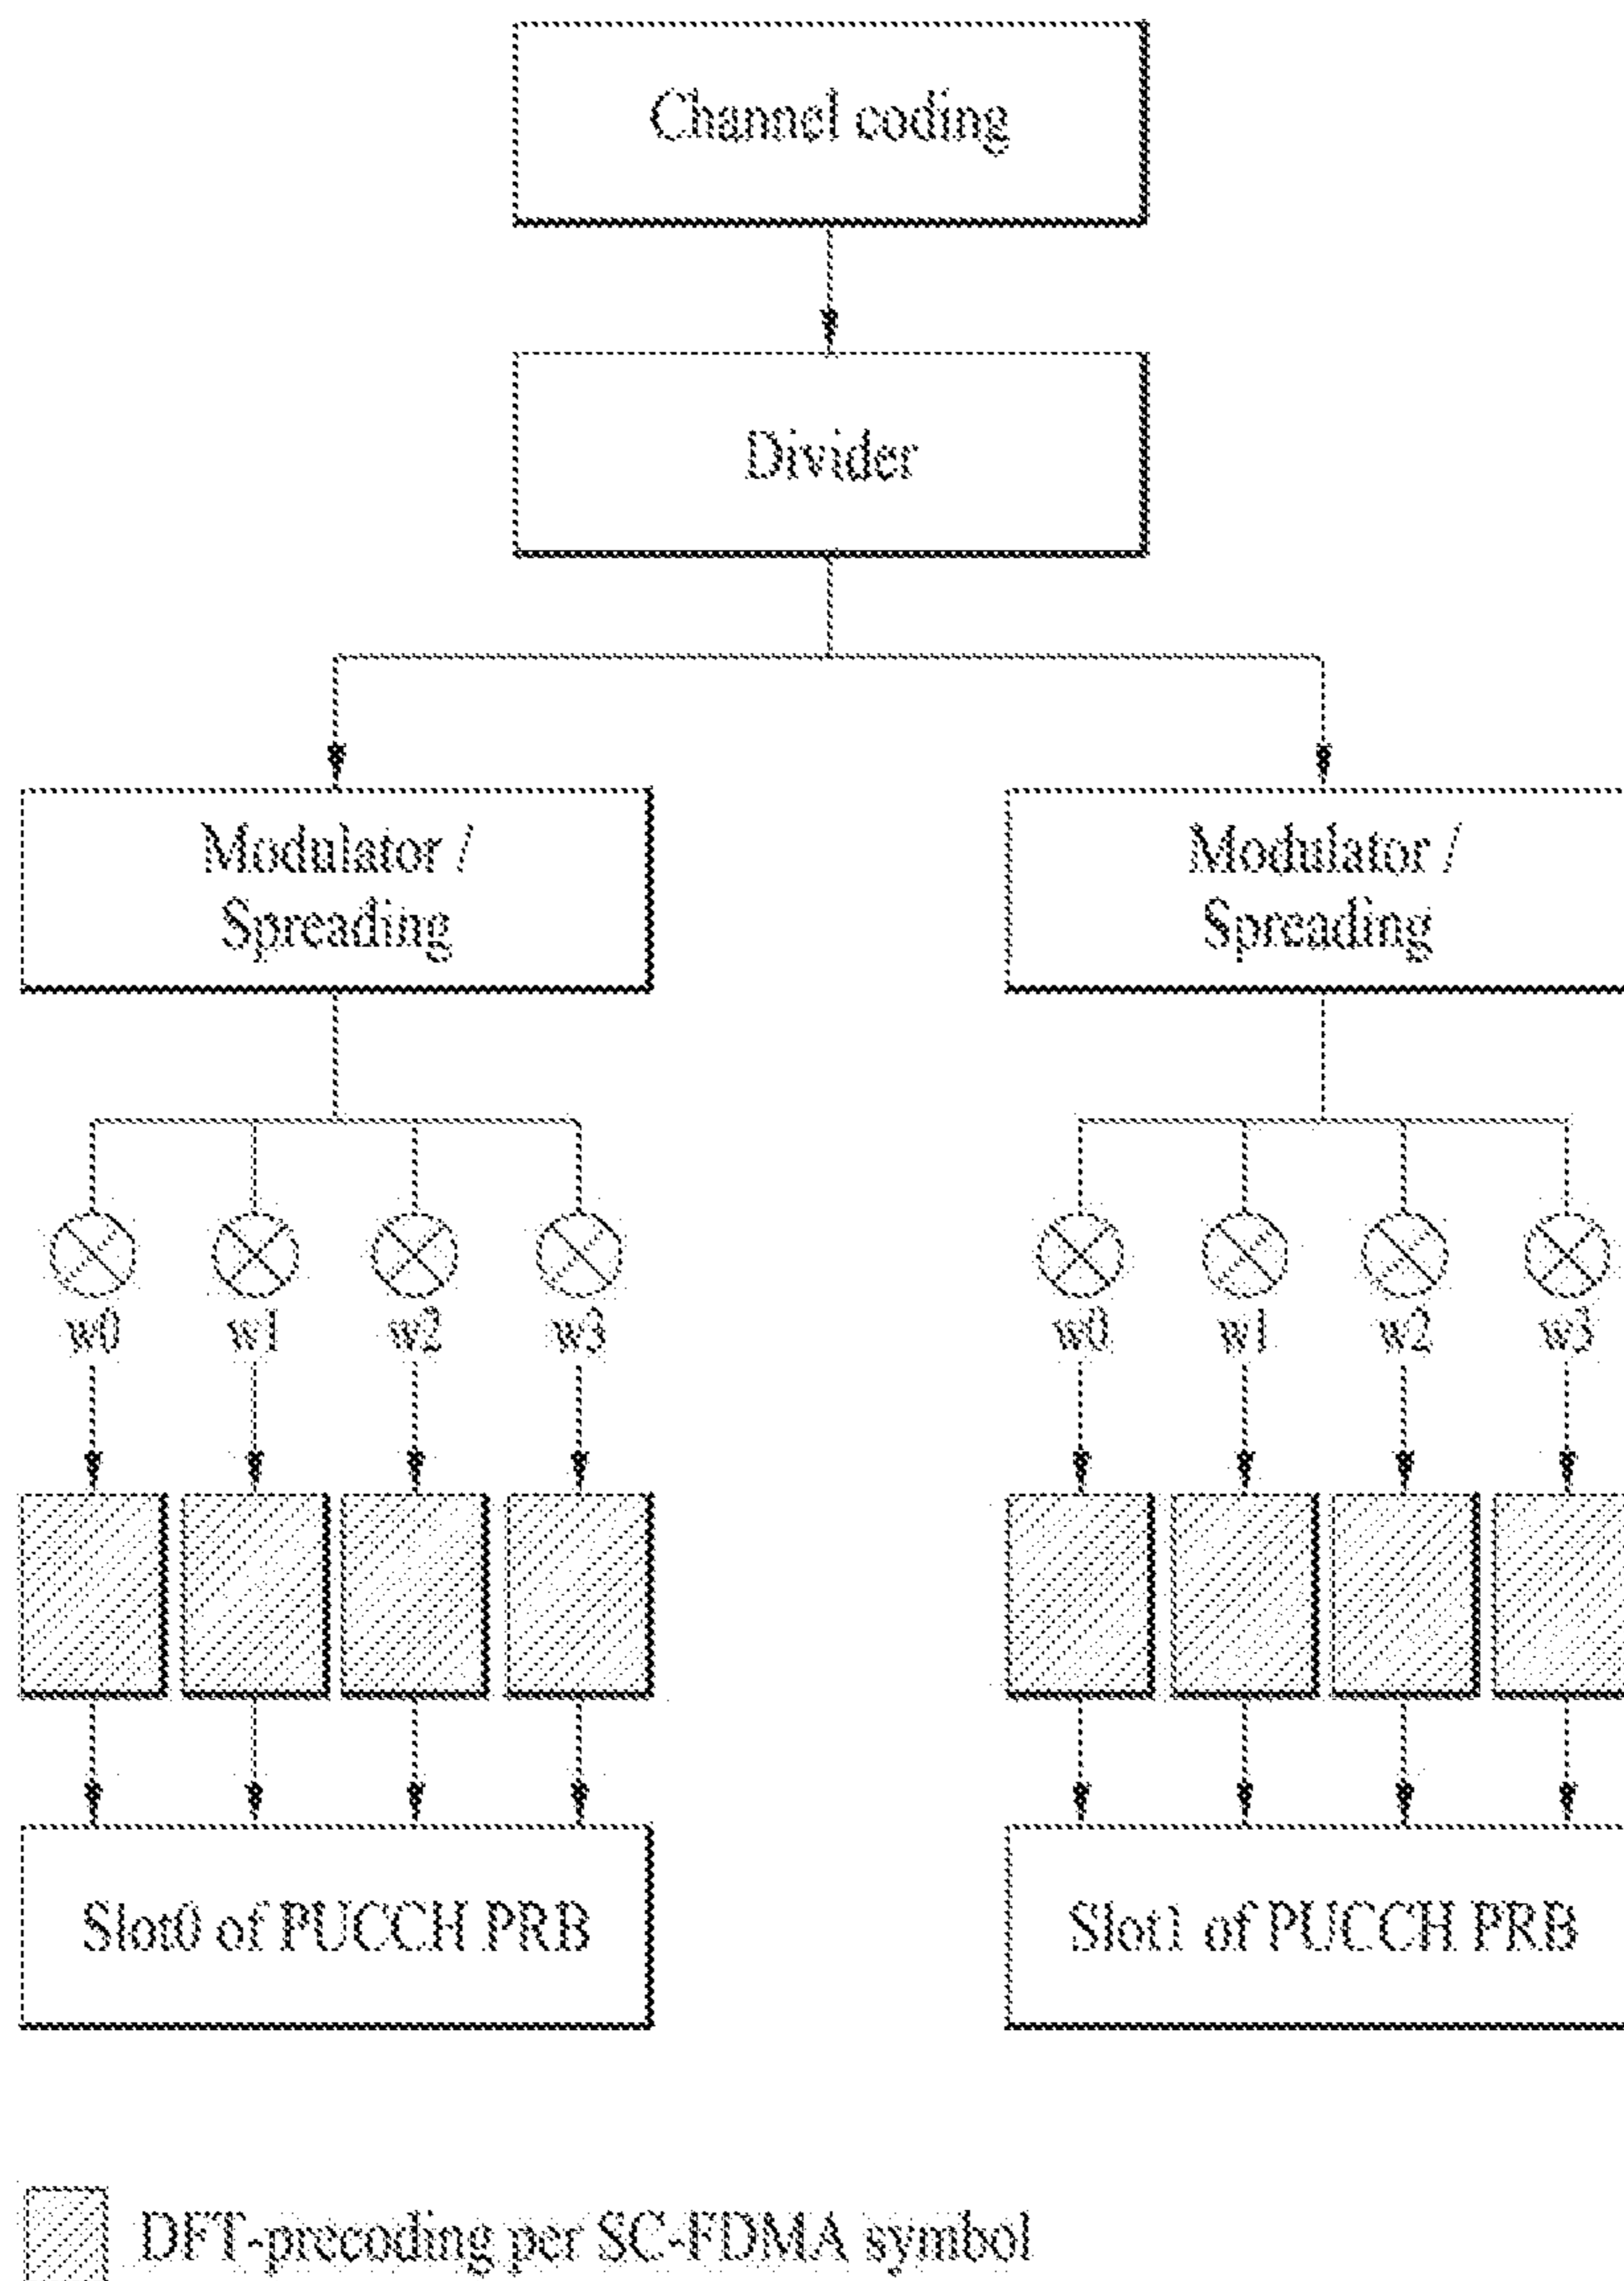 Channel coding
Divider
Modulator /
Spreading
Modulator /
Spreading
w0 w1 w2 w3
w0 w1 w2 w3
Slot0 of PUCCH PRB
Slot1 of PUCCH PRB
DFT-precoding per SC-FDMA symbol